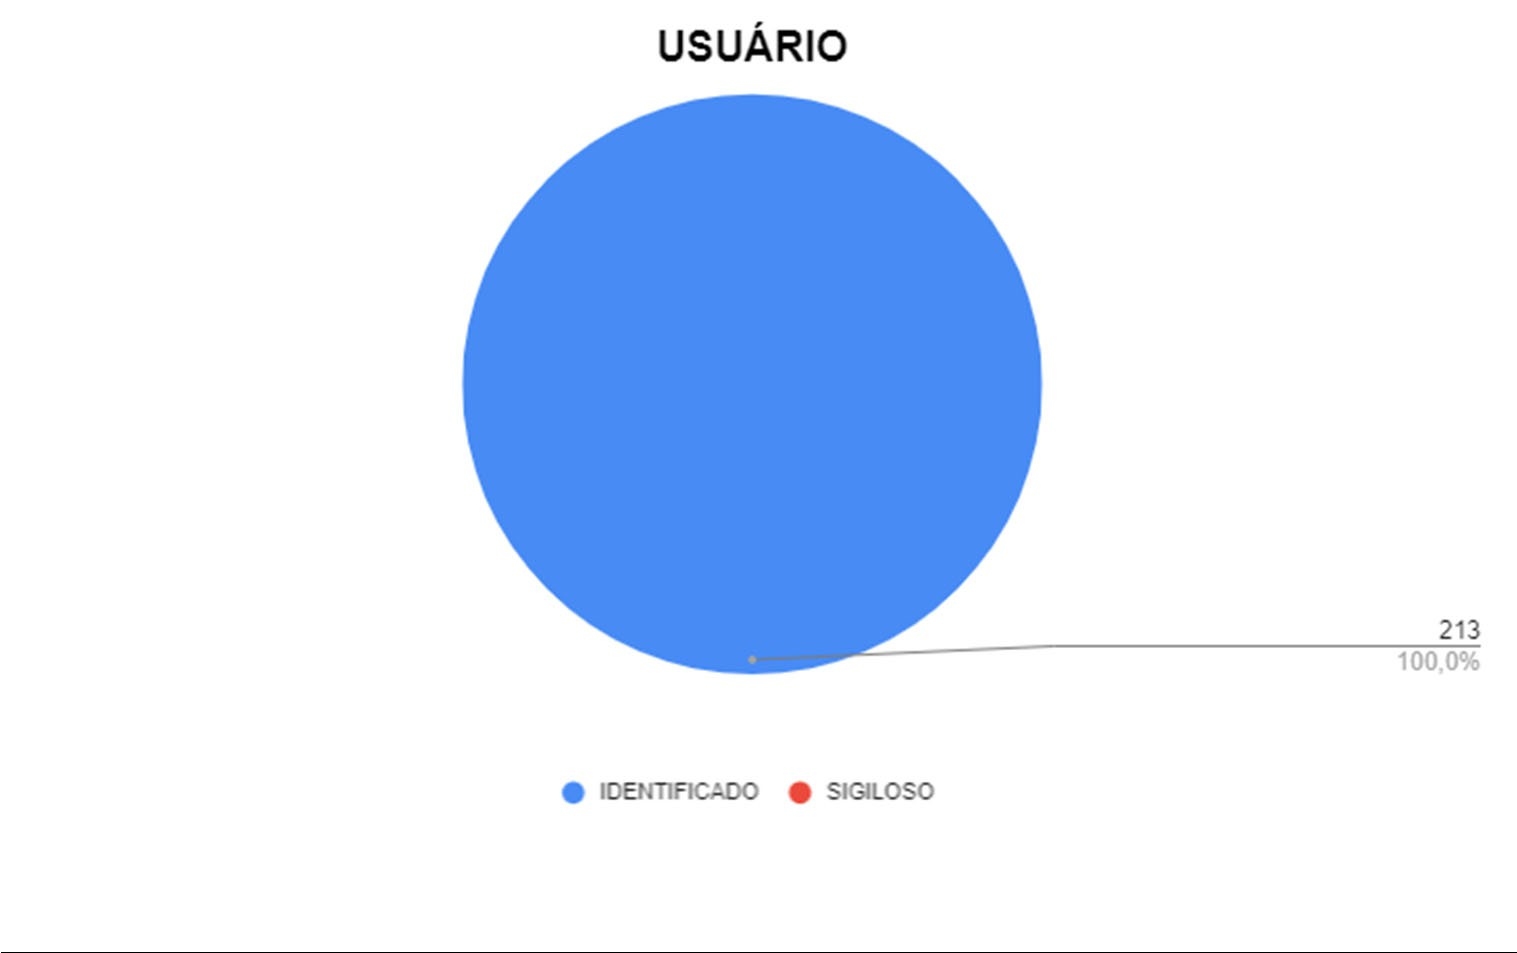 USUÁRIO
213
100,0%
IDENTIFICADO SIGILOSO